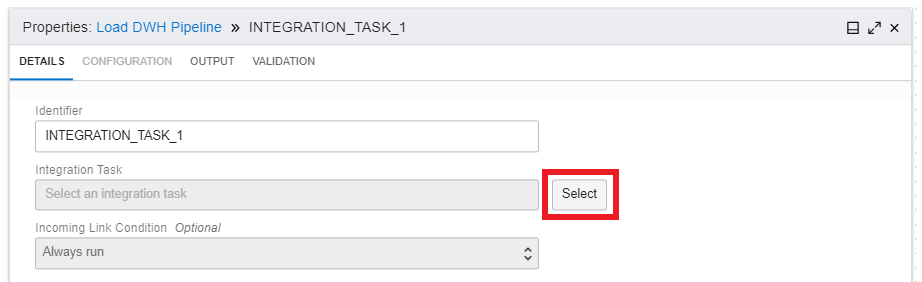 Properties: Load DWH Pipeline » INTEGRATION_TASK_1
DETAILS CONFIGURATION OUTPUT VALIDATION
Identifier
INTEGRATION_TASK_1
Integration Task
Select an integration task Select
Incoming Link Condition Optional
Always run